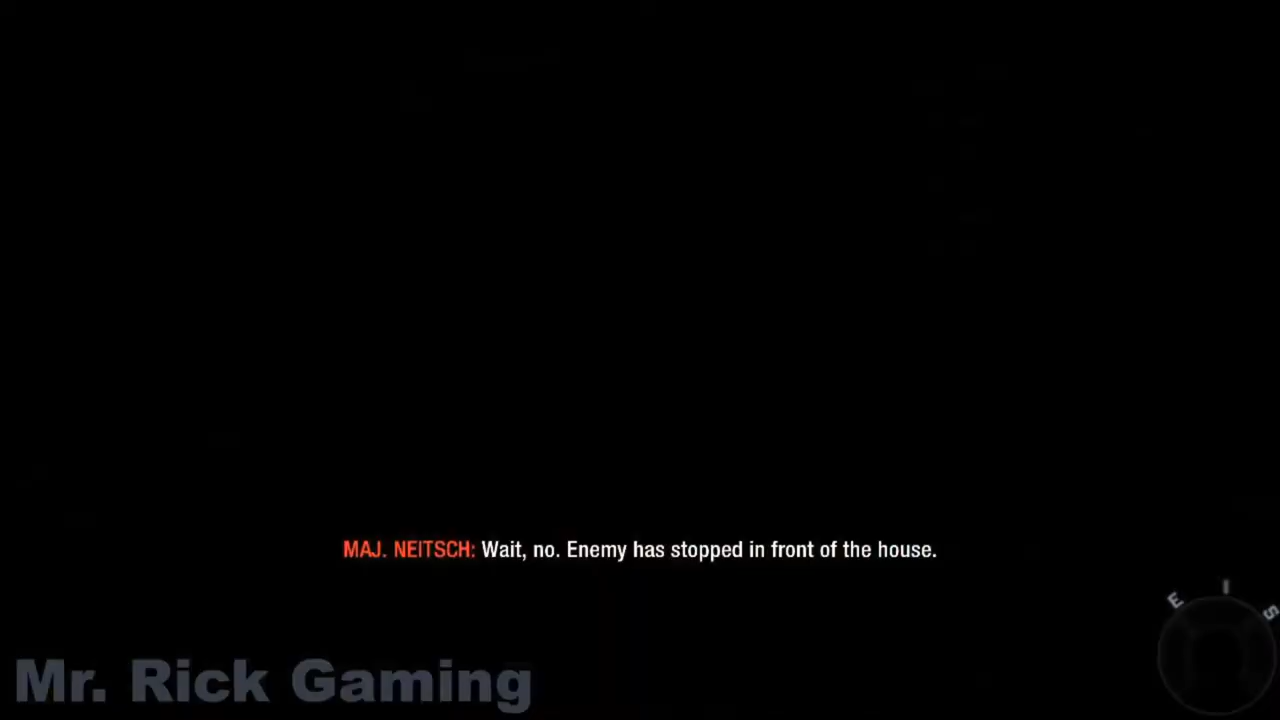 MAJ. NEITSCH: Wait, no. Enemy has stopped in front of the house.
E I S
Mr. Rick Gaming